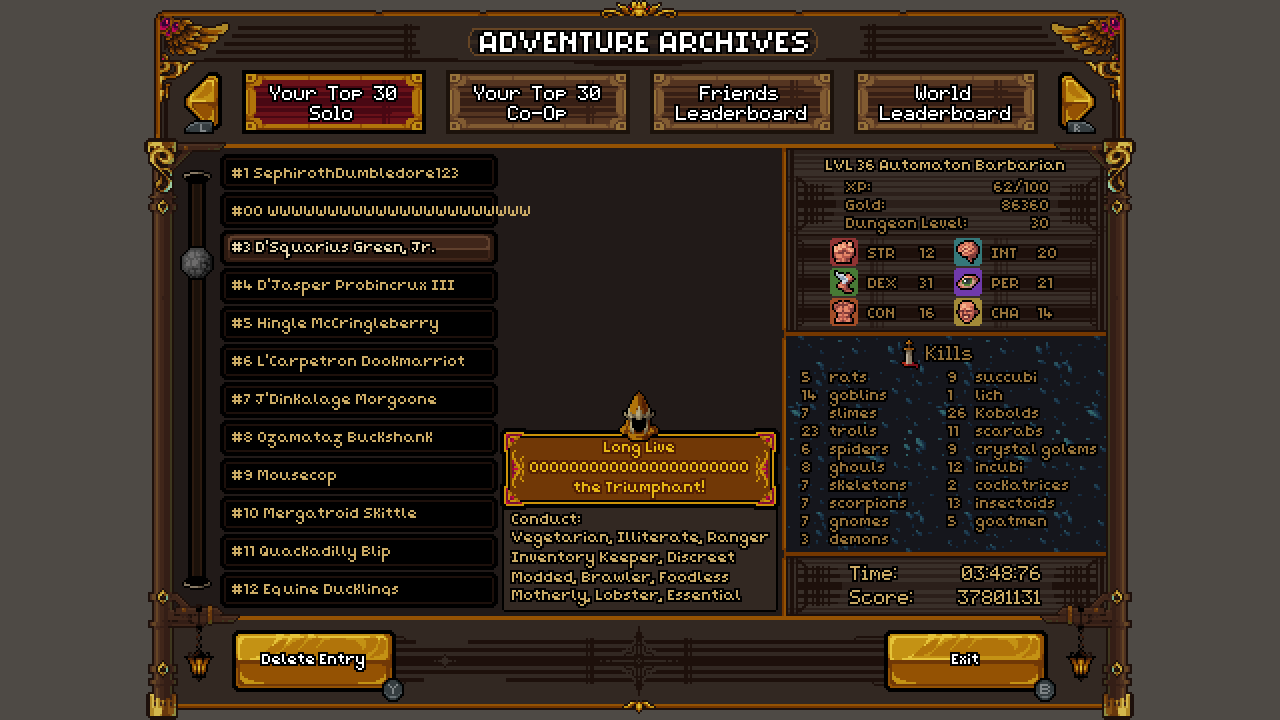 ADVENTURE ARCHIVES
L
Your Top 30
Solo
Your Top 30
Co-Op
Friends
Leaderboard
World
Leaderboard
R
#1 SephirothDumbledore123
#00 WWWWWWWWWWWWWWWWWWWWWW
#3 D'Squarius Green, Jr.
#4 D'Jasper Probincrux III
#5 Hingle McCringleberry
#6 L'Carpetron Dookmarriot
#7 J'Dinkalage Morgoone
#8 Ozamataz Buckshank
#9 Mousecop
#10 Mergatroid Skittle
#11 Quackadilly Blip
#12 Equine Ducklings
Long Live
OOOOOOOOOOOOOOOOOOOOOO
the Triumphant!
Conduct:
Vegetarian, Illiterate, Ranger
Inventory Keeper, Discreet
Modded, Brawler, Foodless
Motherly, Lobster, Essential
LVL 36 Automaton Barbarian
XP: 62/100
Gold: 86360
Dungeon Level: 30
STR 12 INT 20
DEX 31 PER 21
CON 16 CHA 14
Kills
5 rats 9 succubi
14 goblins 1 lich
7 slimes 26 kobolds
23 trolls 11 scarabs
6 spiders 9 crystal golems
8 ghouls 12 incubi
7 skeletons 2 cockatrices
7 scorpions 13 insectoids
7 gnomes 5 goatmen
3 demons
Time: 03:48:76
Score: 37801131
Delete Entry
Y
Exit
B